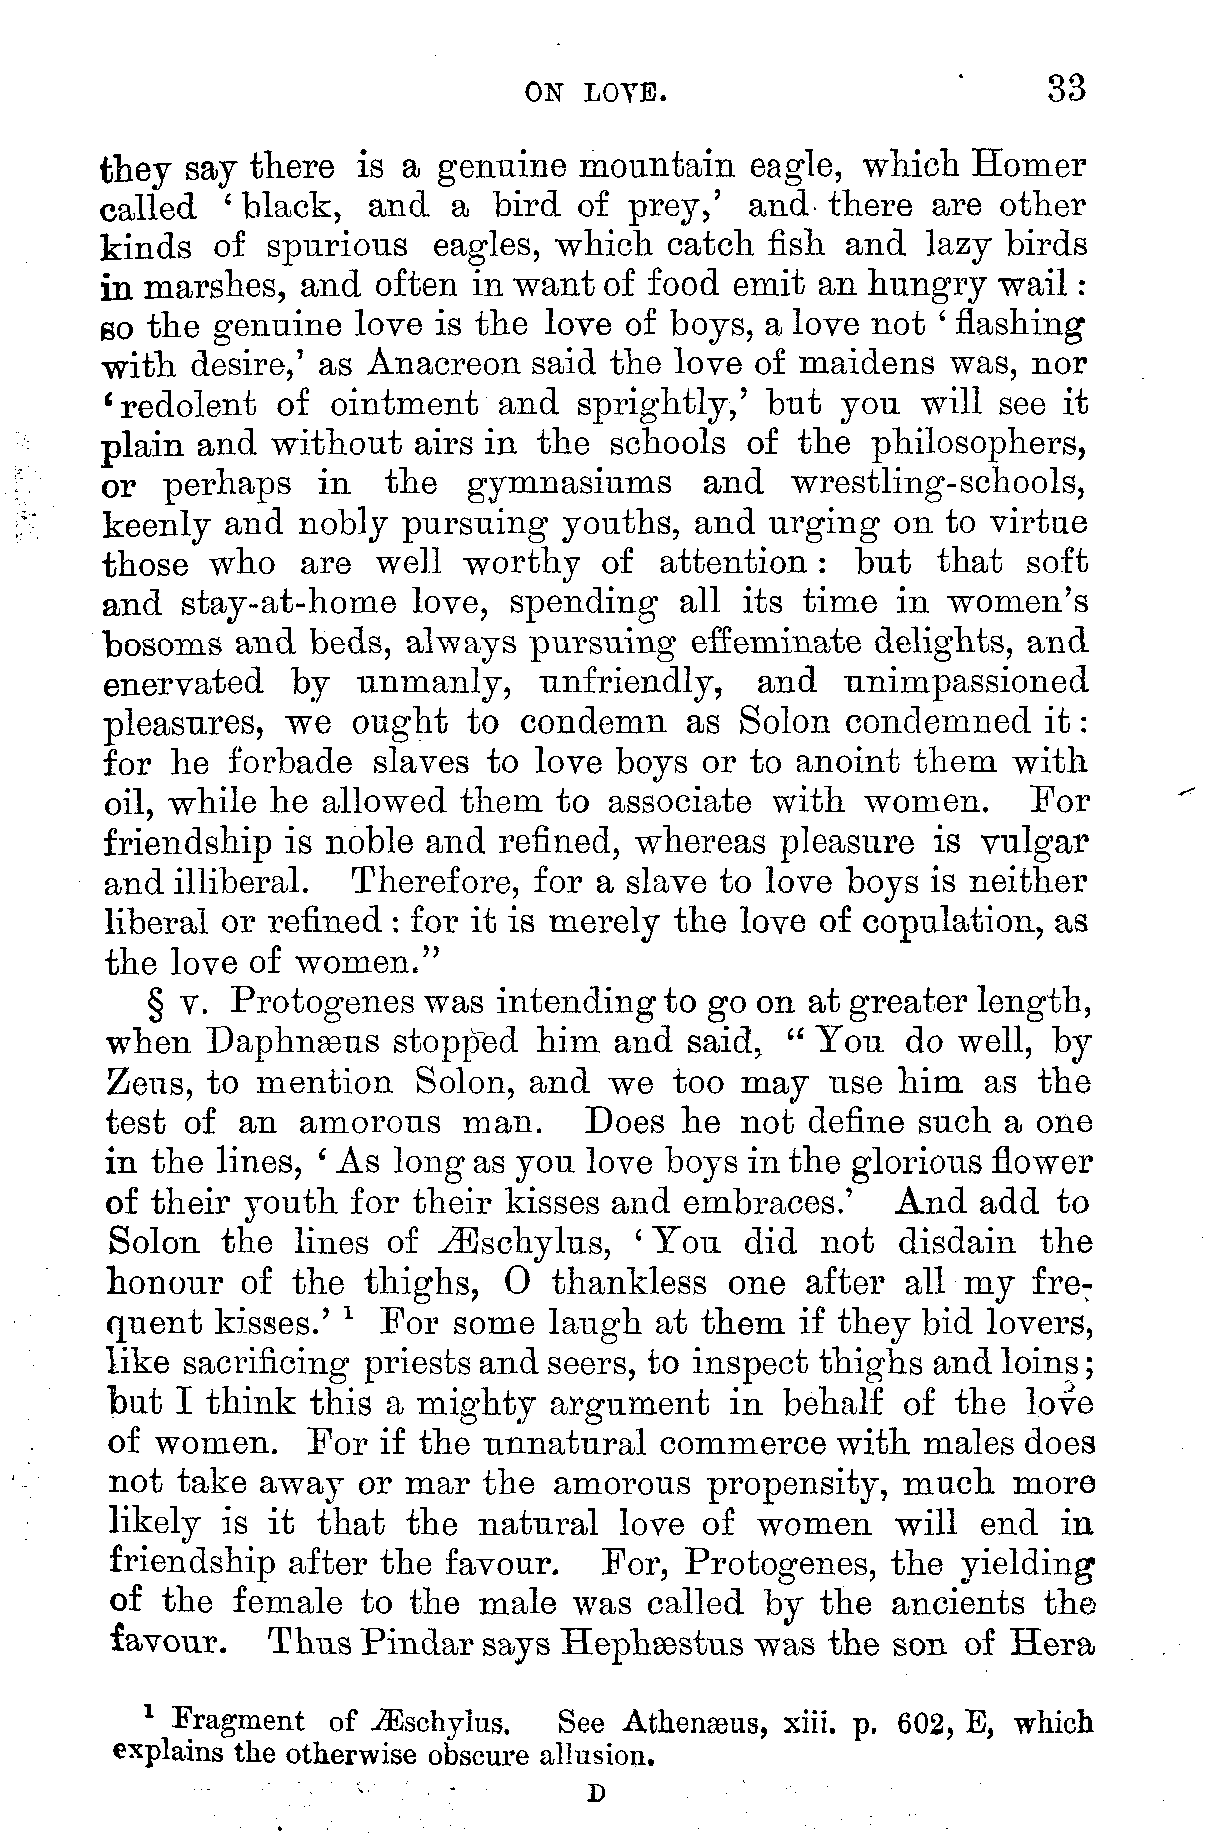 ON LOVE. 33
they say there is a genuine mountain eagle, which Homer
called ‘ black, and a bird of prey,’ and there are other
kinds of spurious eagles, which catch fish and lazy birds
in marshes, and often in want of food emit an hungry wail :
so the genuine love is the love of boys, a love not ‘ flashing
with desire,’ as Anacreon said the love of maidens was, nor
‘ redolent of ointment and sprightly,’ but you will see it
plain and without airs in the schools of the philosophers,
or perhaps in the gymnasiums and wrestling-schools,
keenly and nobly pursuing youths, and urging on to virtue
those who are well worthy of attention : but that soft
and stay-at-home love, spending all its time in women’s
bosoms and beds, always pursuing effeminate delights, and
enervated by unmanly, unfriendly, and unimpassioned
pleasures, we ought to condemn as Solon condemned it :
for he forbade slaves to love boys or to anoint them with
oil, while he allowed them to associate with women. For
friendship is noble and refined, whereas pleasure is vulgar
and illiberal. Therefore, for a slave to love boys is neither
liberal or refined : for it is merely the love of copulation, as
the love of women.”
§ v. Protogenes was intending to go on at greater length,
when Daphnæus stopped him and said, “ You do well, by
Zeus, to mention Solon, and we too may use him as the
test of an amorous man. Does he not define such a one
in the lines, ‘ As long as you love boys in the glorious flower
of their youth for their kisses and embraces.’ And add to
Solon the lines of Æschylus, ‘ You did not disdain the
honour of the thighs, O thankless one after all my fre-
quent kisses.’ ¹ For some laugh at them if they bid lovers,
like sacrificing priests and seers, to inspect thighs and loins ;
but I think this a mighty argument in behalf of the love
of women. For if the unnatural commerce with males does
not take away or mar the amorous propensity, much more
likely is it that the natural love of women will end in
friendship after the favour. For, Protogenes, the yielding
of the female to the male was called by the ancients the
favour. Thus Pindar says Hephæstus was the son of Hera
¹ Fragment of Æschylus. See Athenæus, xiii. p. 602, E, which
explains the otherwise obscure allusion.
D